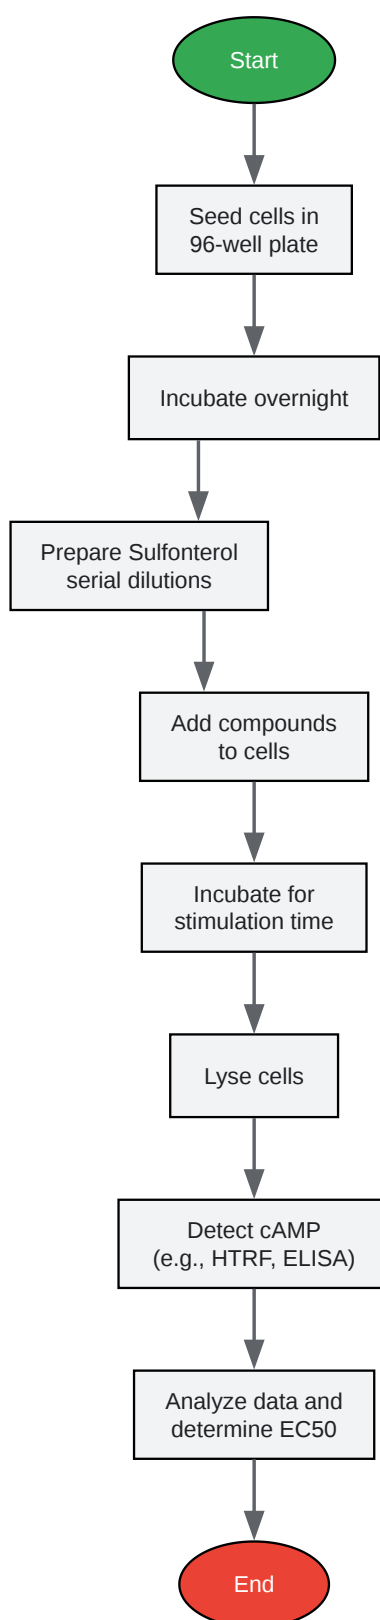 Start
Seed cells in
96-well plate
Incubate overnight
Prepare Sulfonterol
serial dilutions
Add compounds
to cells
Incubate for
stimulation time
Lyse cells
Detect cAMP
(e.g., HTRF, ELISA)
Analyze data and
determine EC50
End